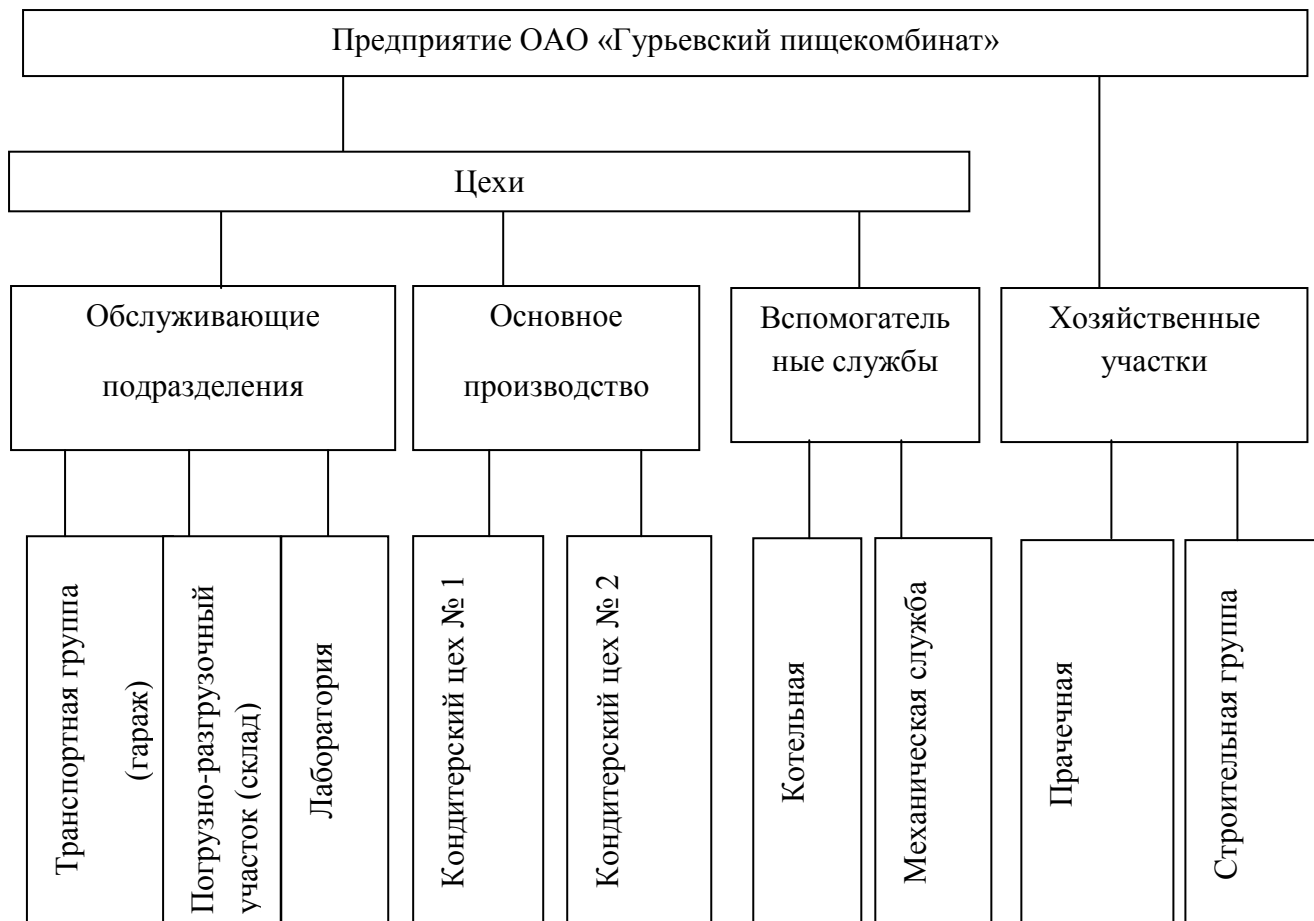 Предприятие ОАО «Гурьевский пищекомбинат»
Цехи
Обслуживающие
подразделения
Основное
производство
Вспомогатель
ные службы
Хозяйственные
участки
Транспортная группа
(гараж)
Погрузно-разгрузочный
участок (склад)
Лаборатория
Кондитерский цех № 1
Кондитерский цех № 2
Котельная
Механическая служба
Прачечная
Строительная группа